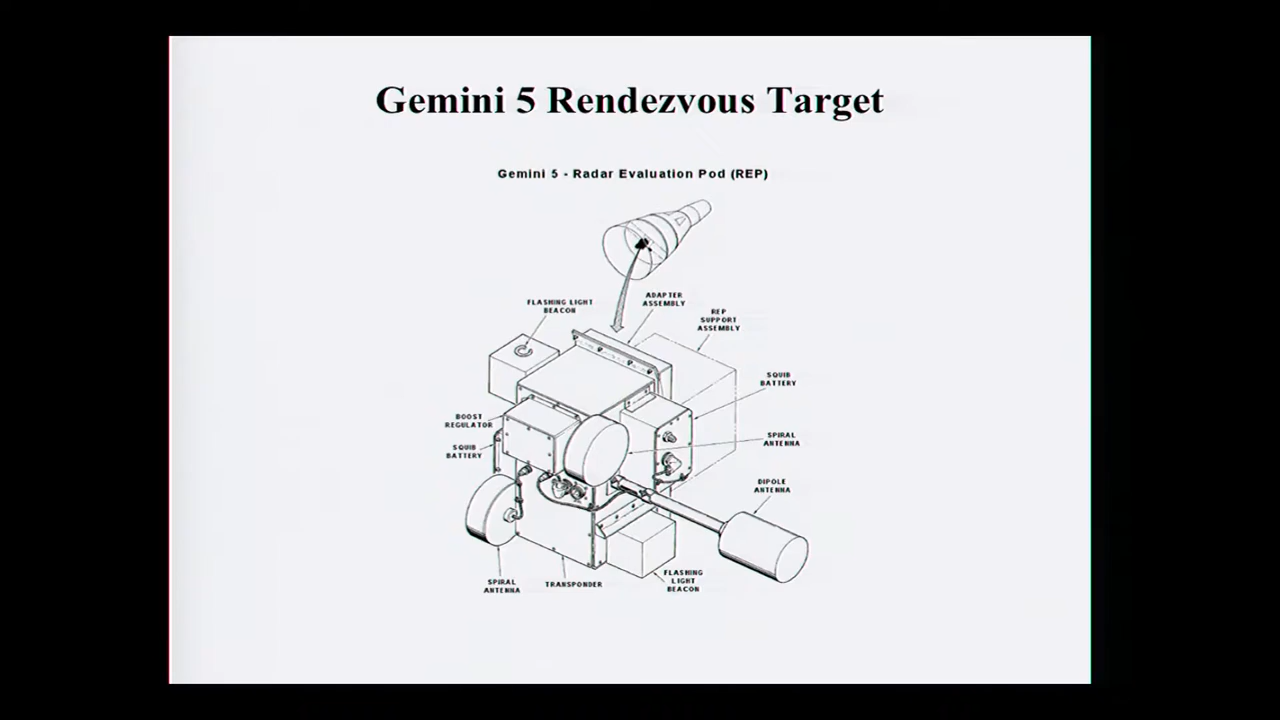 Gemini 5 Rendezvous Target
Gemini 5 - Radar Evaluation Pod (REP)
FLASHING LIGHT
BEACON
ADAPTER
ASSEMBLY
REP
SUPPORT
ASSEMBLY
SQUIB
BATTERY
BOOST
REGULATOR
SQUIB
BATTERY
SPIRAL
ANTENNA
DIPOLE
ANTENNA
SPIRAL
ANTENNA
TRANSPONDER
FLASHING
LIGHT
BEACON